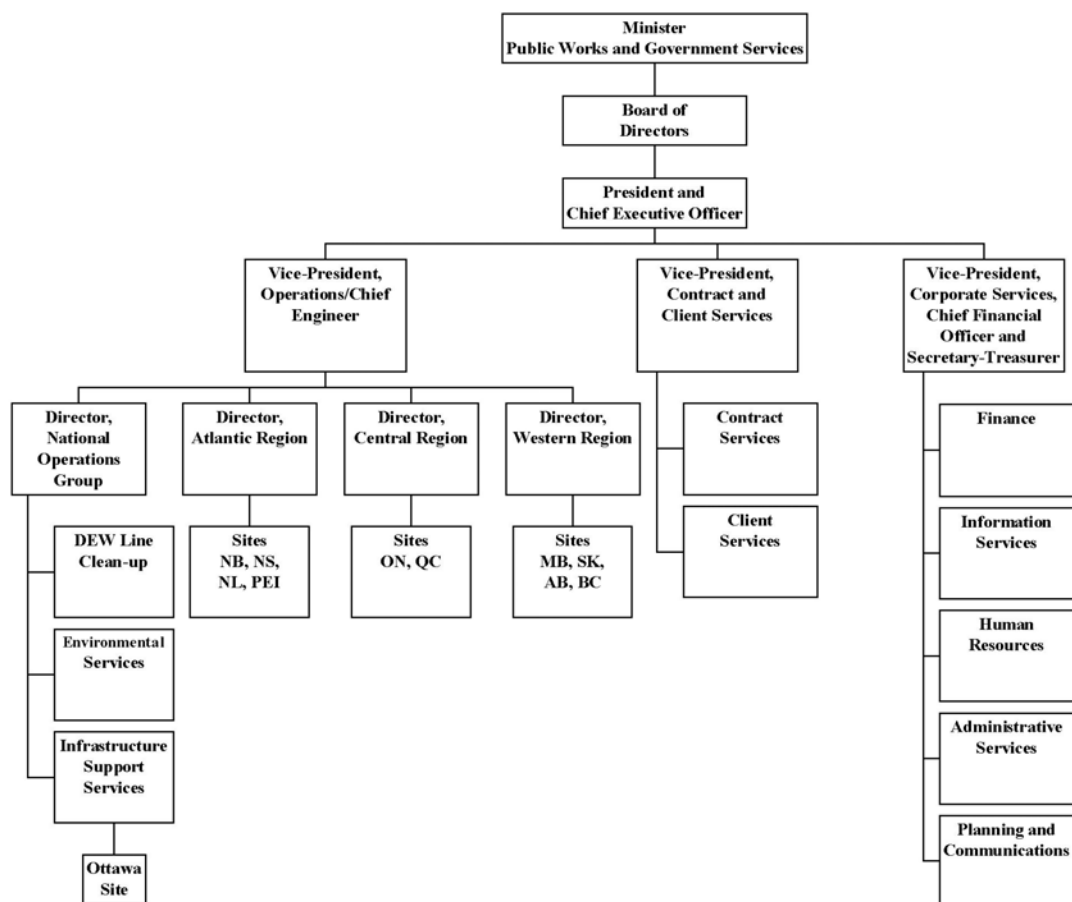 Minister
Public Works and Government Services
Board of
Directors
President and
Chief Executive Officer
Vice-President,
Operations/Chief
Engineer
Vice-President,
Contract and
Client Services
Vice-President,
Corporate Services,
Chief Financial
Officer and
Secretary-Treasurer
Director,
National
Operations
Group
Director,
Atlantic Region
Director,
Central Region
Director,
Western Region
Contract
Services
Finance
DEW Line
Clean-up
Sites
NB, NS,
NL, PEI
Sites
ON, QC
Sites
MB, SK,
AB, BC
Client
Services
Information
Services
Environmental
Services
Human
Resources
Infrastructure
Support
Services
Administrative
Services
Ottawa
Site
Planning and
Communications